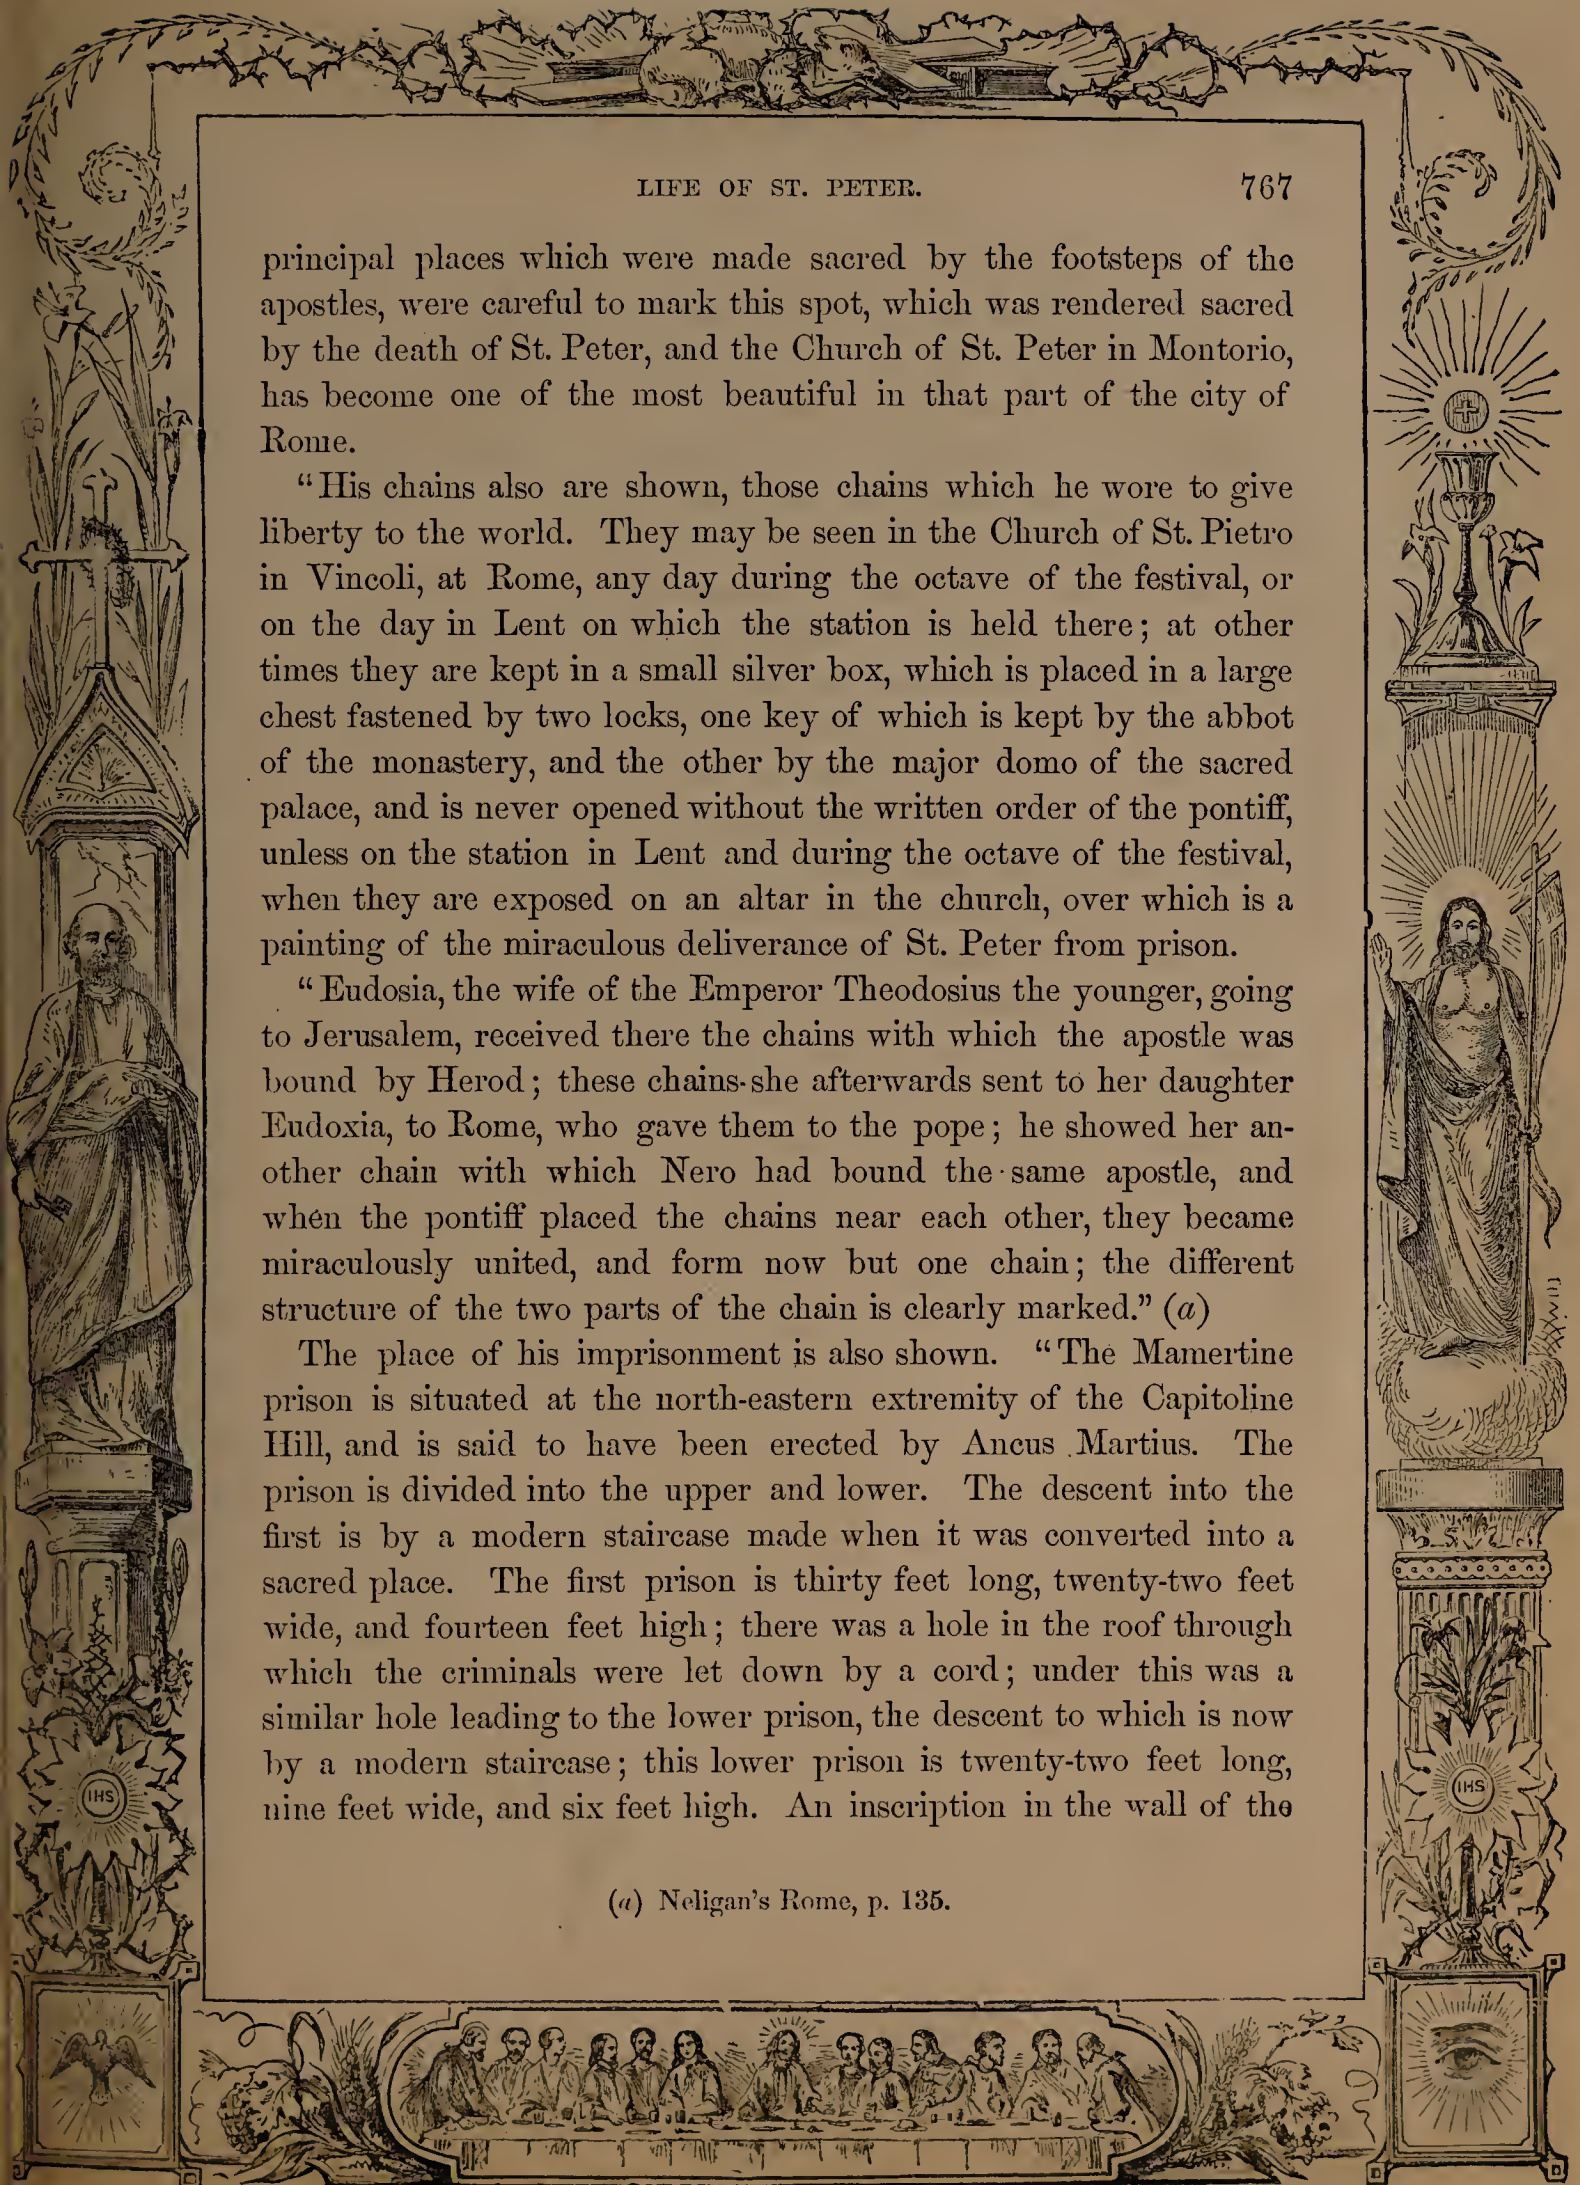 LIFE OF ST. PETER. 767
principal places which were made sacred by the footsteps of the
apostles, were careful to mark this spot, which was rendered sacred
by the death of St. Peter, and the Church of St. Peter in Montorio,
has become one of the most beautiful in that part of the city of
Rome.
“His chains also are shown, those chains which he wore to give
liberty to the world. They may be seen in the Church of St. Pietro
in Vincoli, at Rome, any day during the octave of the festival, or
on the day in Lent on which the station is held there; at other
times they are kept in a small silver box, which is placed in a large
chest fastened by two locks, one key of which is kept by the abbot
of the monastery, and the other by the major domo of the sacred
palace, and is never opened without the written order of the pontiff,
unless on the station in Lent and during the octave of the festival,
when they are exposed on an altar in the church, over which is a
painting of the miraculous deliverance of St. Peter from prison.
“Eudosia, the wife of the Emperor Theodosius the younger, going
to Jerusalem, received there the chains with which the apostle was
bound by Herod; these chains she afterwards sent to her daughter
Eudoxia, to Rome, who gave them to the pope; he showed her an-
other chain with which Nero had bound the same apostle, and
when the pontiff placed the chains near each other, they became
miraculously united, and form now but one chain; the different
structure of the two parts of the chain is clearly marked.” (a)
The place of his imprisonment is also shown. “The Mamertine
prison is situated at the north-eastern extremity of the Capitoline
Hill, and is said to have been erected by Ancus Martius. The
prison is divided into the upper and lower. The descent into the
first is by a modern staircase made when it was converted into a
sacred place. The first prison is thirty feet long, twenty-two feet
wide, and fourteen feet high; there was a hole in the roof through
which the criminals were let down by a cord; under this was a
similar hole leading to the lower prison, the descent to which is now
by a modern staircase; this lower prison is twenty-two feet long,
nine feet wide, and six feet high. An inscription in the wall of the
IHS
IHS
(a) Neligan’s Rome, p. 135.